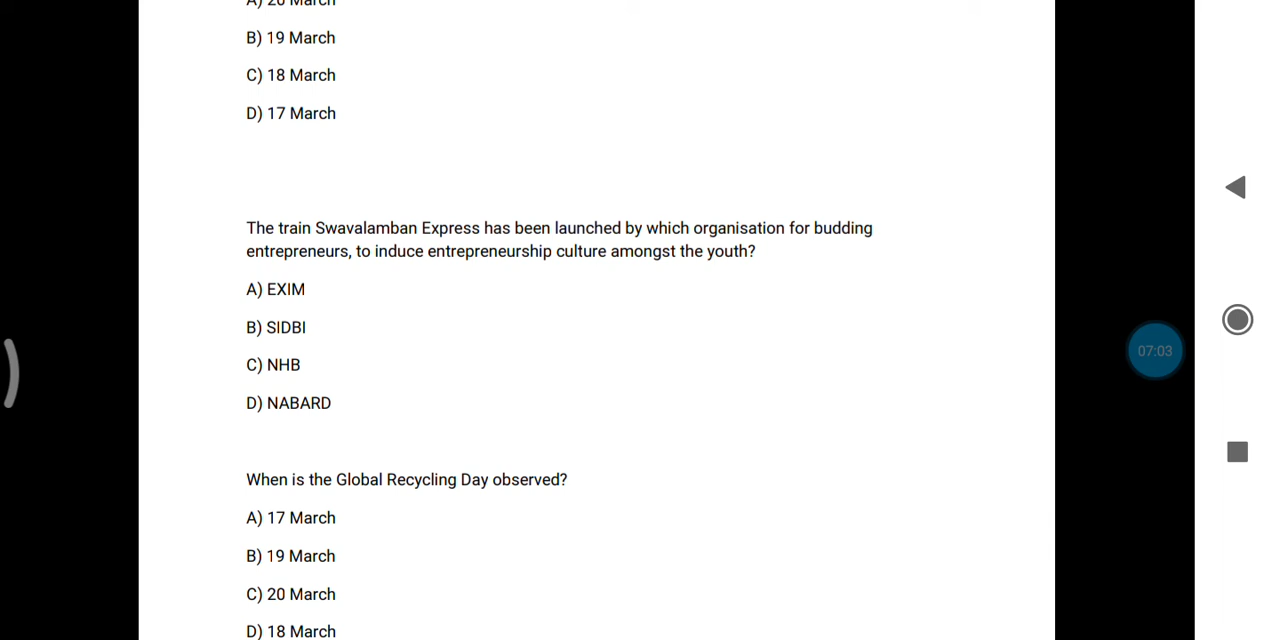 A) 20 March
B) 19 March
C) 18 March
D) 17 March
The train Swavalamban Express has been launched by which organisation for budding
entrepreneurs, to induce entrepreneurship culture amongst the youth?
A) EXIM
B) SIDBI
C) NHB
D) NABARD
When is the Global Recycling Day observed?
A) 17 March
B) 19 March
C) 20 March
D) 18 March
07:03